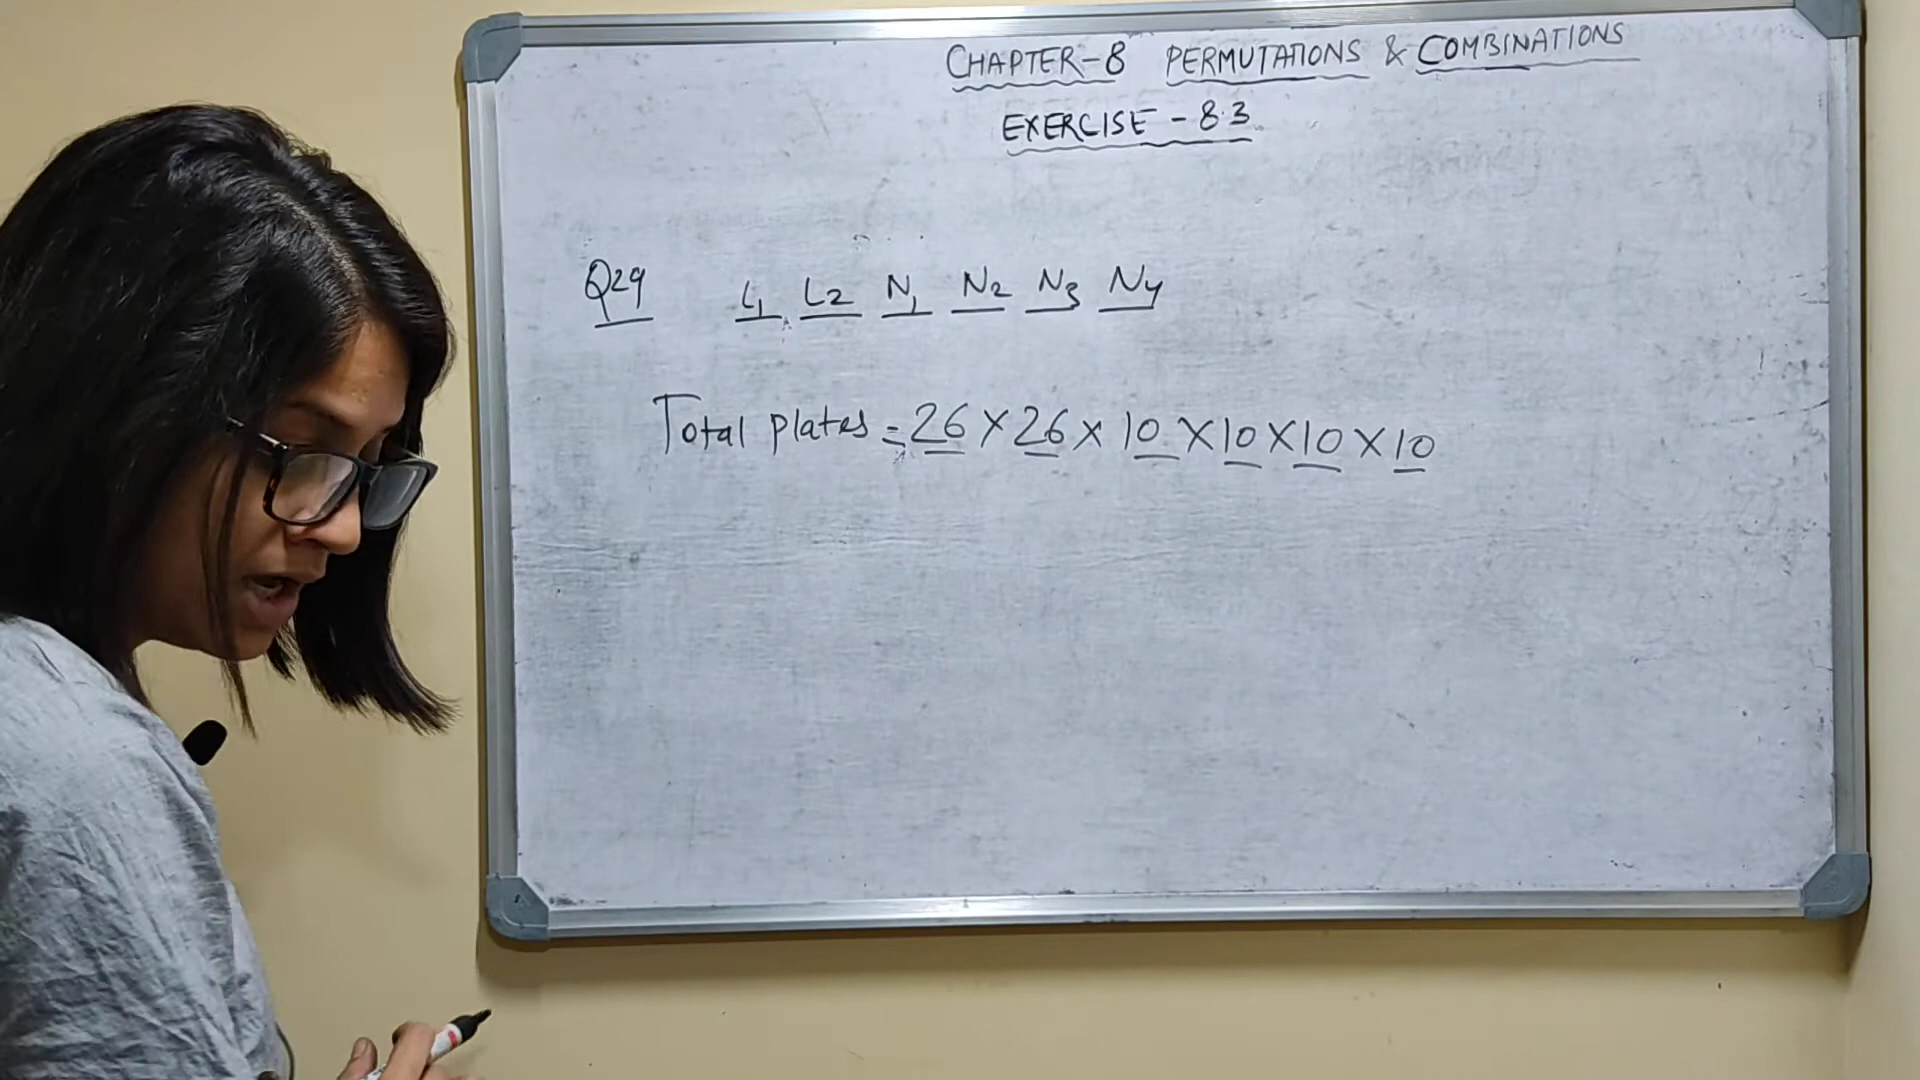 CHAPTER-8 PERMUTATIONS & COMBINATIONS
EXERCISE - 8.3
Q29 L1 L2 N1 N2 N3 N4
Total plates = 26 X 26 X 10 X 10 X 10 X 10